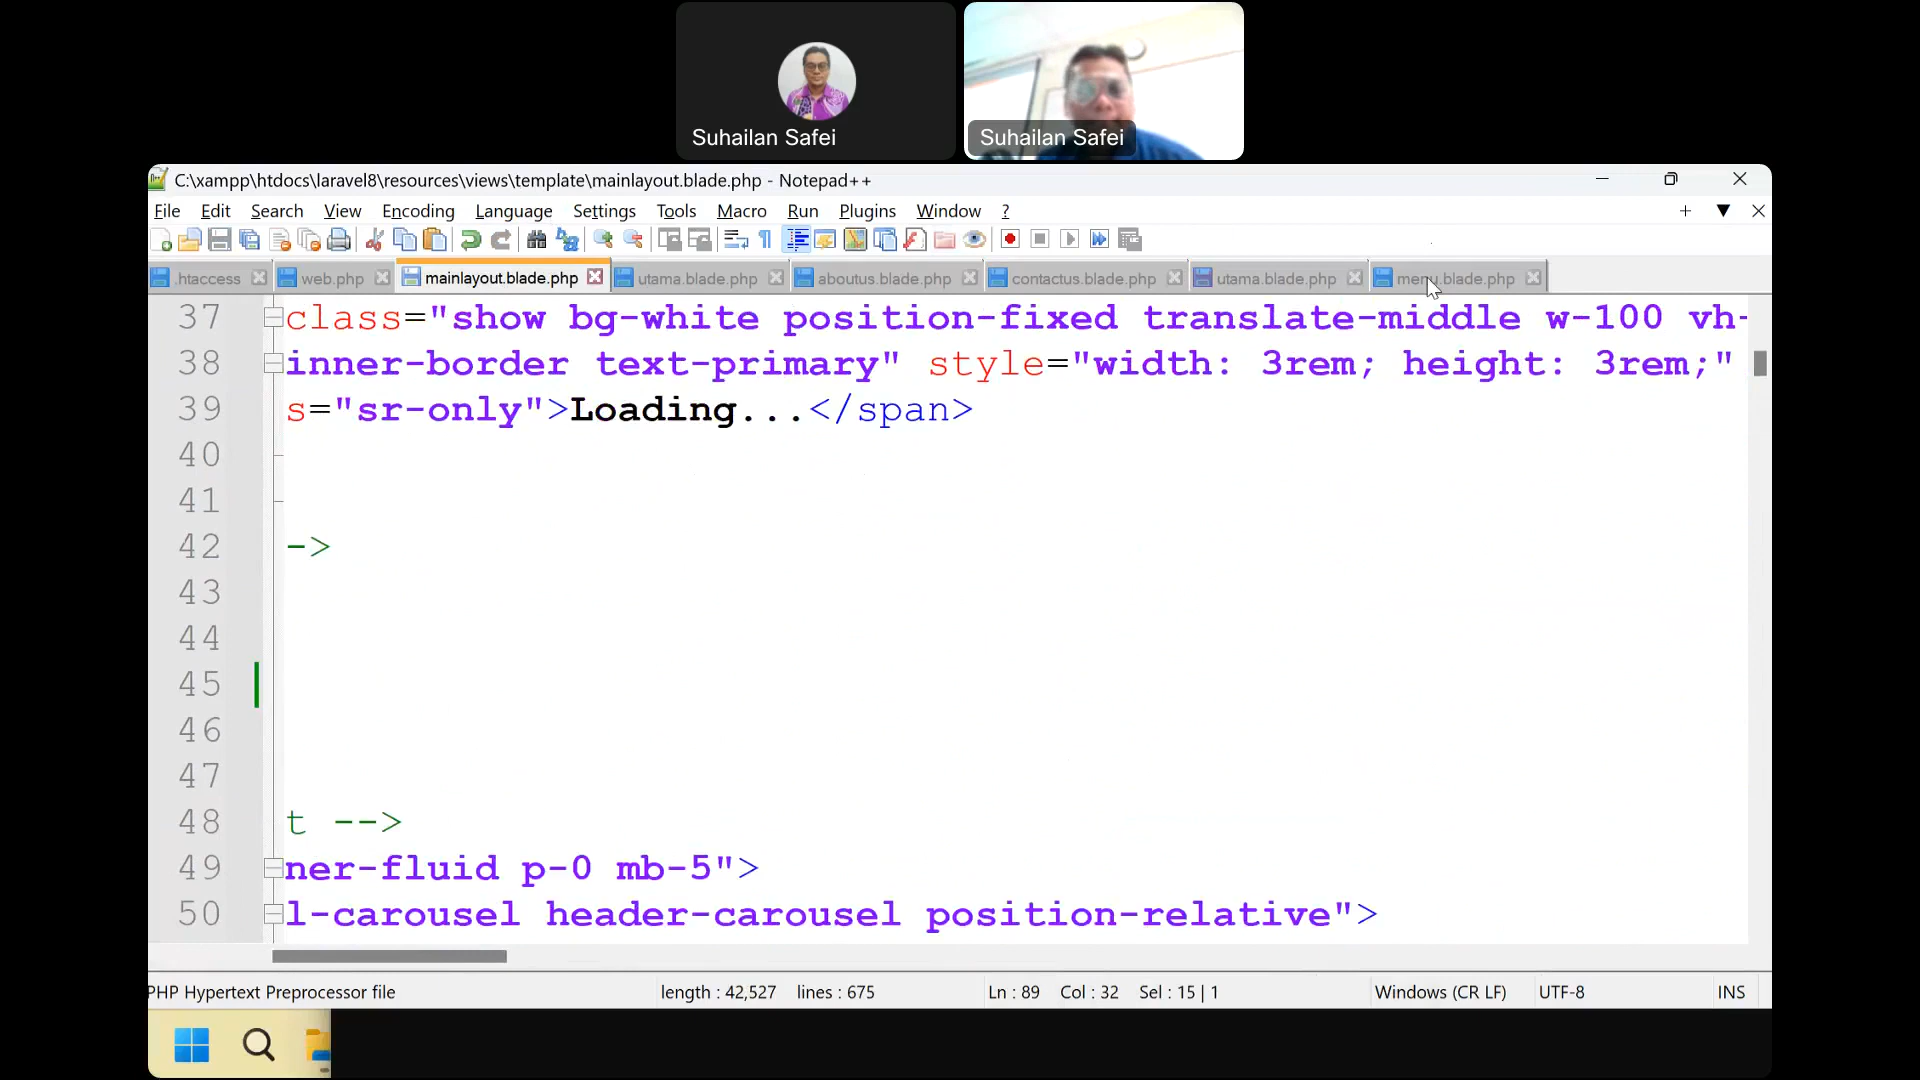 Suhailan Safei
Suhailan Safei
C:\xampp\htdocs\laravel8\resources\views\template\mainlayout.blade.php - Notepad++
File Edit Search View Encoding Language Settings Tools Macro Run Plugins Window ?
.htaccess web.php mainlayout.blade.php utama.blade.php aboutus.blade.php contactus.blade.php utama.blade.php menu.blade.php
37 class="show bg-white position-fixed translate-middle w-100 vh-
38 inner-border text-primary" style="width: 3rem; height: 3rem;"
39 s="sr-only">Loading...</span>
40
41
42 ->
43
44
45
46
47
48 t -->
49 ner-fluid p-0 mb-5">
50 l-carousel header-carousel position-relative">
PHP Hypertext Preprocessor file length : 42,527 lines : 675 Ln : 89 Col : 32 Sel : 15 | 1 Windows (CR LF) UTF-8 INS